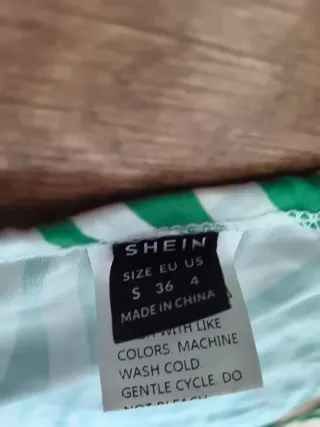 SHEIN
SIZE EU US
S 36 4
MADE IN CHINA
WITH LIKE
COLORS. MACHINE
WASH COLD.
GENTLE CYCLE. DO
NOT BLEACH